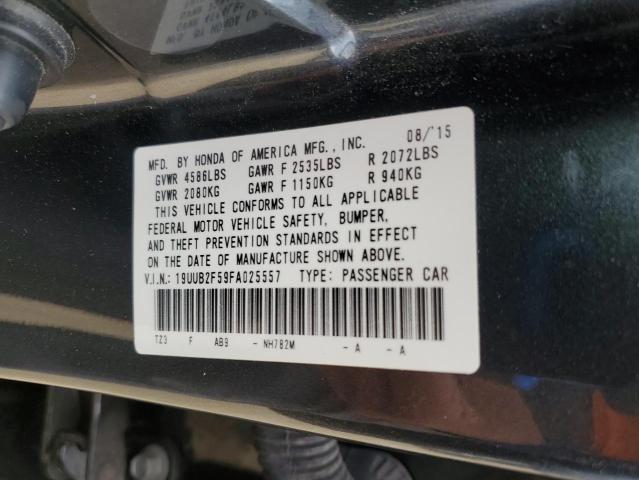 MFD. BY HONDA OF AMERICA MFG., INC. 08/'15
GVWR 4586LBS GAWR F 2535LBS R 2072LBS
GVWR 2080KG GAWR F 1150KG R 940KG
THIS VEHICLE CONFORMS TO ALL APPLICABLE
FEDERAL MOTOR VEHICLE SAFETY, BUMPER,
AND THEFT PREVENTION STANDARDS IN EFFECT
ON THE DATE OF MANUFACTURE SHOWN ABOVE.
V.I.N.: 19UUB2F59FA025557 TYPE: PASSENGER CAR
TZ3 F AB9 - NH782M - A - A